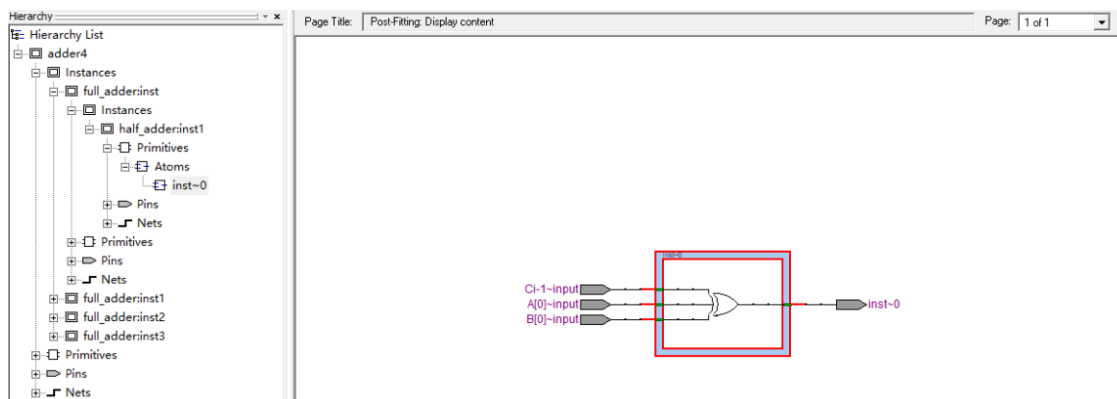 Hierarchy
Hierarchy List
adder4
Instances
full_adder:inst
Instances
half_adder:inst1
Primitives
Atoms
inst~0
Pins
Nets
Primitives
Pins
Nets
full_adder:inst1
full_adder:inst2
full_adder:inst3
Primitives
Pins
Nets
Page Title: Post-Fitting: Display content
Page: 1 of 1
inst~0
Ci-1~input
A[0]~input
B[0]~input
inst~0